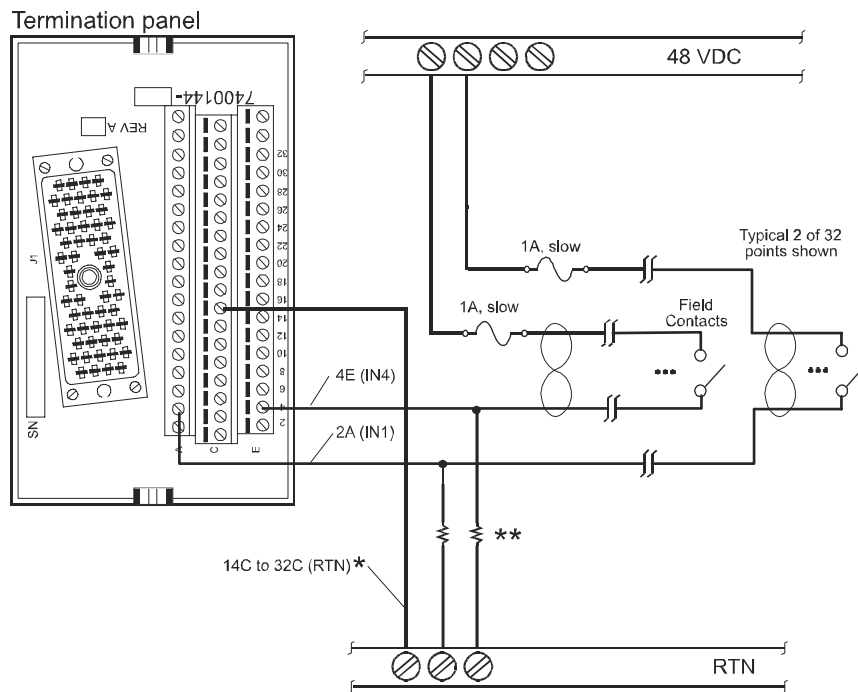 Termination panel
7400144-
REV A
J1
SN
32
30
28
26
24
22
20
18
16
14
12
10
8
6
4
2
A
C
E
48 VDC
1A, slow
Typical 2 of 32
points shown
1A, slow
Field
Contacts
4E (IN4)
2A (IN1)
**
14C to 32C (RTN)*
RTN